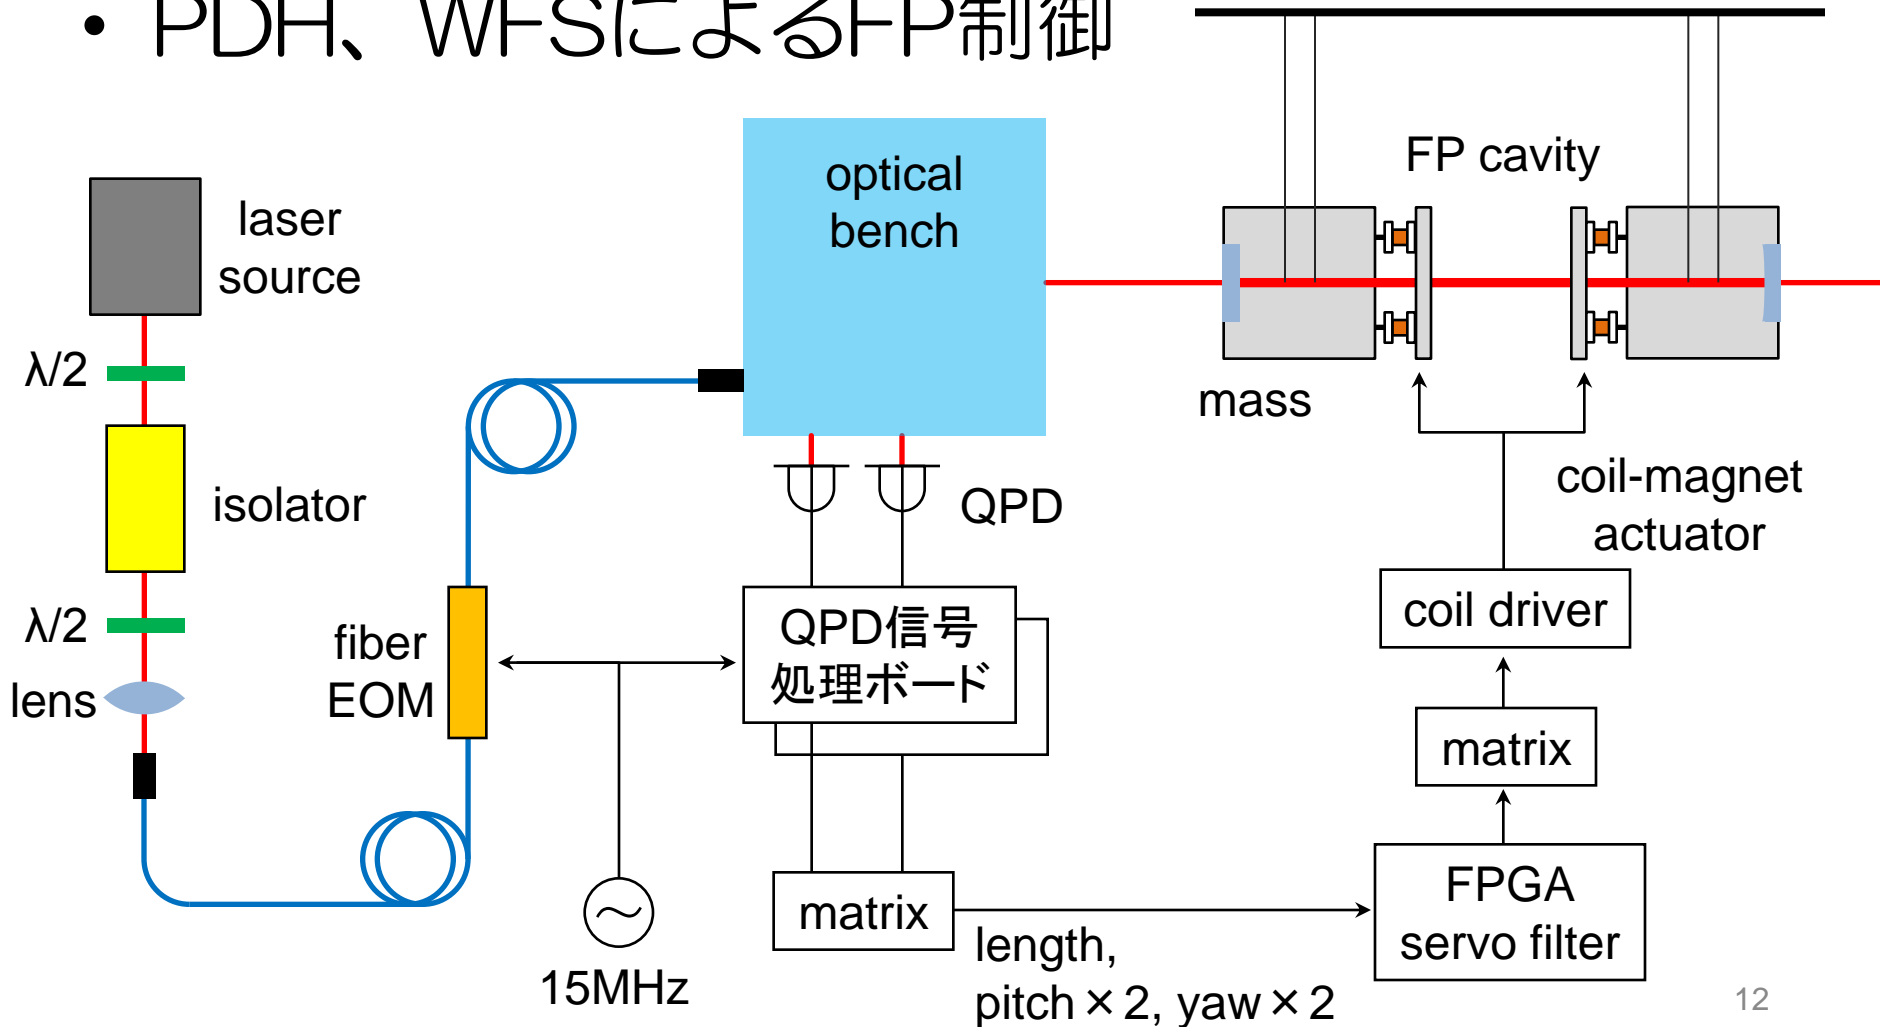 • PDH、WFSによるFP制御
FP cavity
optical
bench
laser
source
λ/2
mass
isolator
QPD
coil-magnet
actuator
λ/2
fiber
EOM
QPD信号
処理ボード
coil driver
lens
matrix
matrix
FPGA
servo filter
length,
pitch×2, yaw×2
15MHz
12